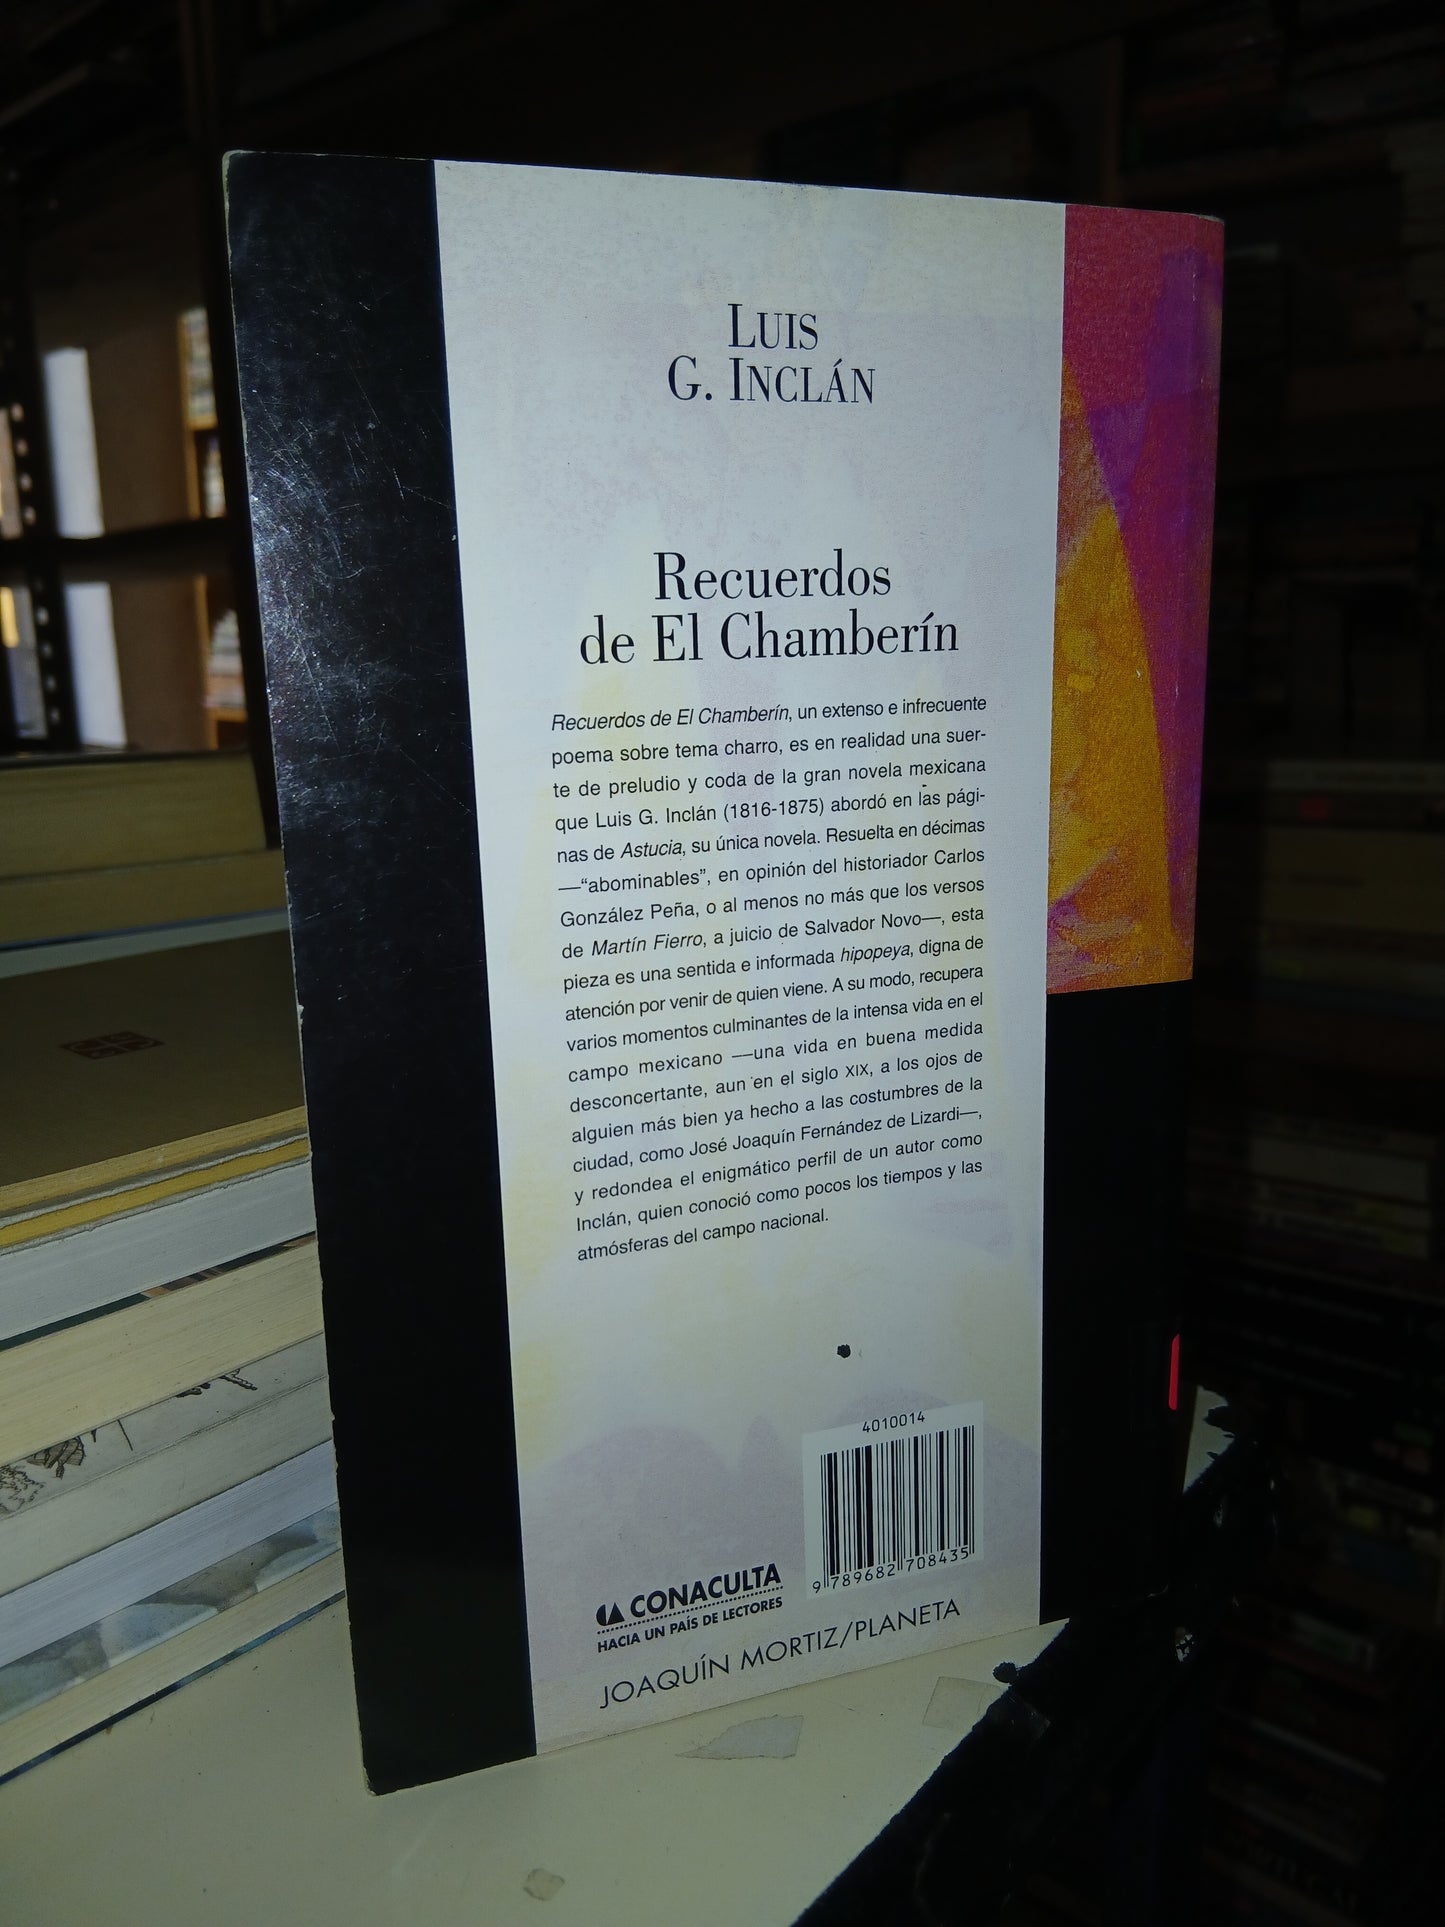 LUIS
G. INCLÁN
Recuerdos
de El Chamberín
Recuerdos de El Chamberín, un extenso e infrecuente
poema sobre tema charro, es en realidad una suer-
te de preludio y coda de la gran novela mexicana
que Luis G. Inclán (1816-1875) abordó en las pági-
nas de Astucia, su única novela. Resuelta en décimas
—“abominables”, en opinión del historiador Carlos
González Peña, o al menos no más que los versos
de Martín Fierro, a juicio de Salvador Novo—, esta
pieza es una sentida e informada hipopeya, digna de
atención por venir de quien viene. A su modo, recupera
varios momentos culminantes de la intensa vida en el
campo mexicano —una vida en buena medida
desconcertante, aun en el siglo XIX, a los ojos de
alguien más bien ya hecho a las costumbres de la
ciudad, como José Joaquín Fernández de Lizardi—,
y redondea el enigmático perfil de un autor como
Inclán, quien conoció como pocos los tiempos y las
atmósferas del campo nacional.
4010014
9 789682 708435
CONACULTA
HACIA UN PAÍS DE LECTORES
JOAQUÍN MORTIZ/PLANETA